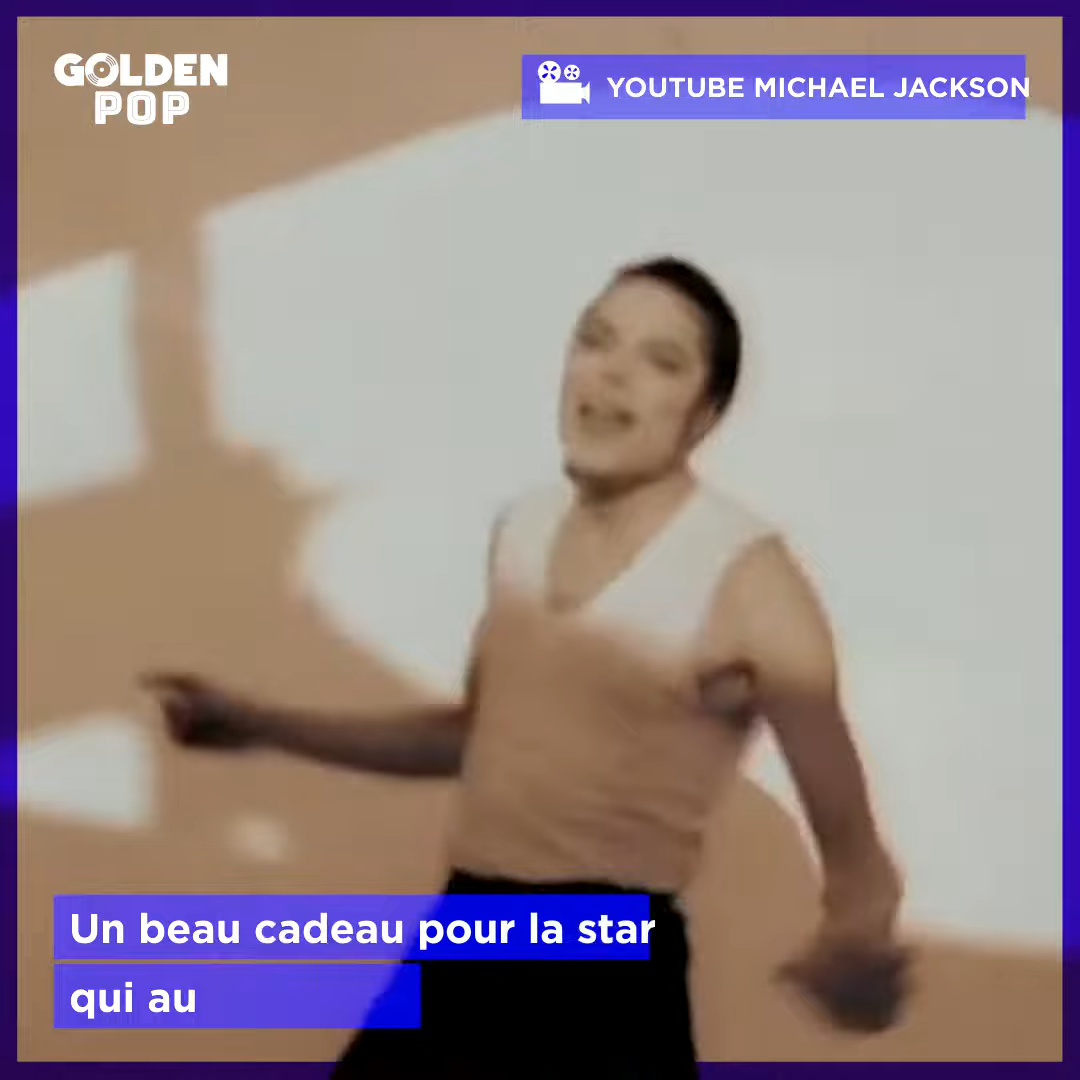 GOLDEN
POP
YOUTUBE MICHAEL JACKSON
Un beau cadeau pour la star
qui au